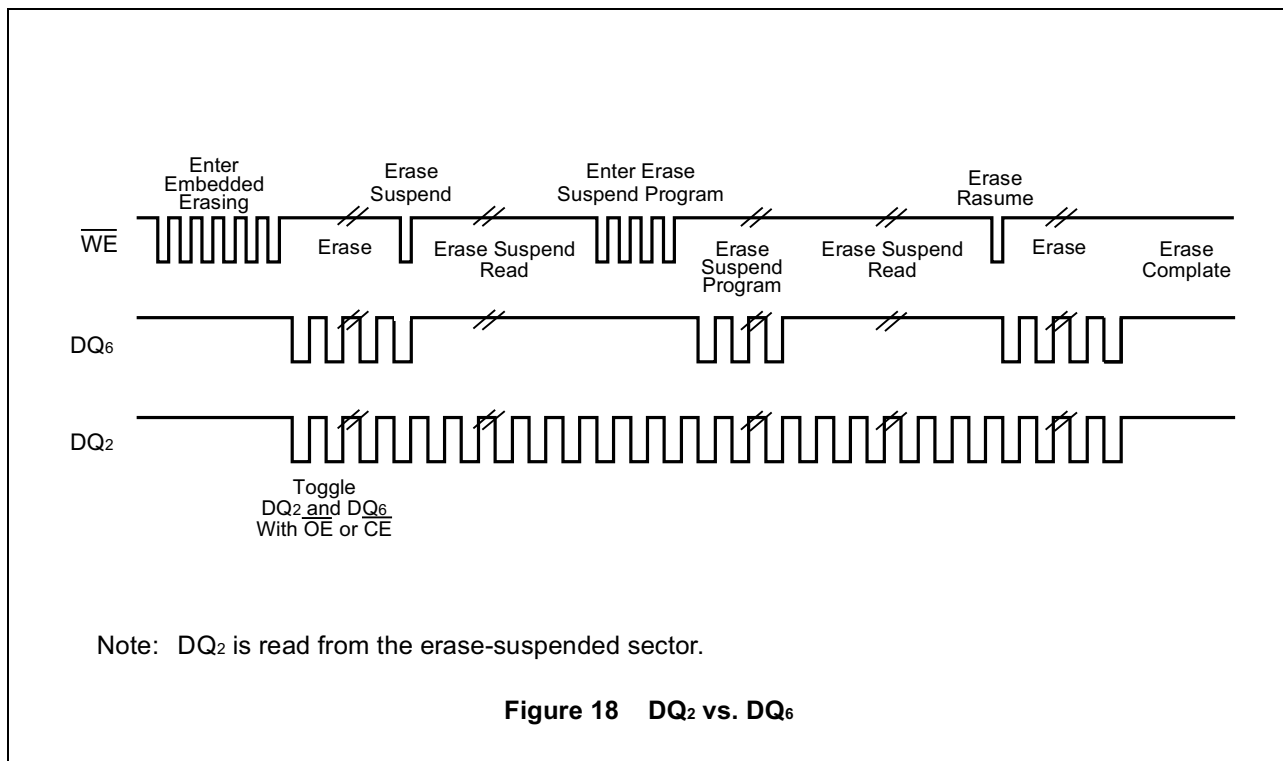 Enter
Embedded
Erasing
Erase
Suspend
Enter Erase
Suspend Program
Erase
Rasume
WE
Erase
Erase Suspend
Read
Erase
Suspend
Program
Erase Suspend
Read
Erase
Erase
Complate
DQ6
DQ2
Toggle
DQ2 and DQ6
With OE or CE
Note: DQ2 is read from the erase-suspended sector.
Figure 18 DQ2 vs. DQ6